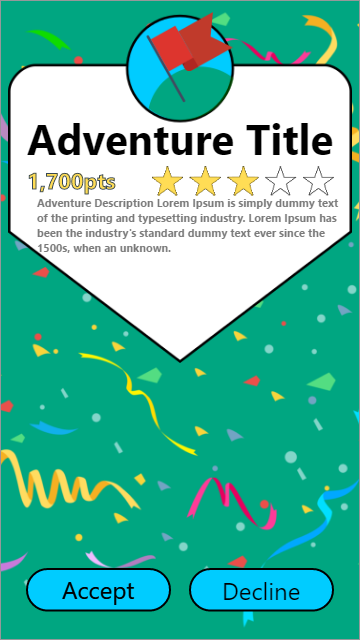 Adventure Title
1,700pts
Adventure Description Lorem Ipsum is simply dummy text
of the printing and typesetting industry. Lorem Ipsum has
been the industry's standard dummy text ever since the
1500s, when an unknown.
Accept
Decline